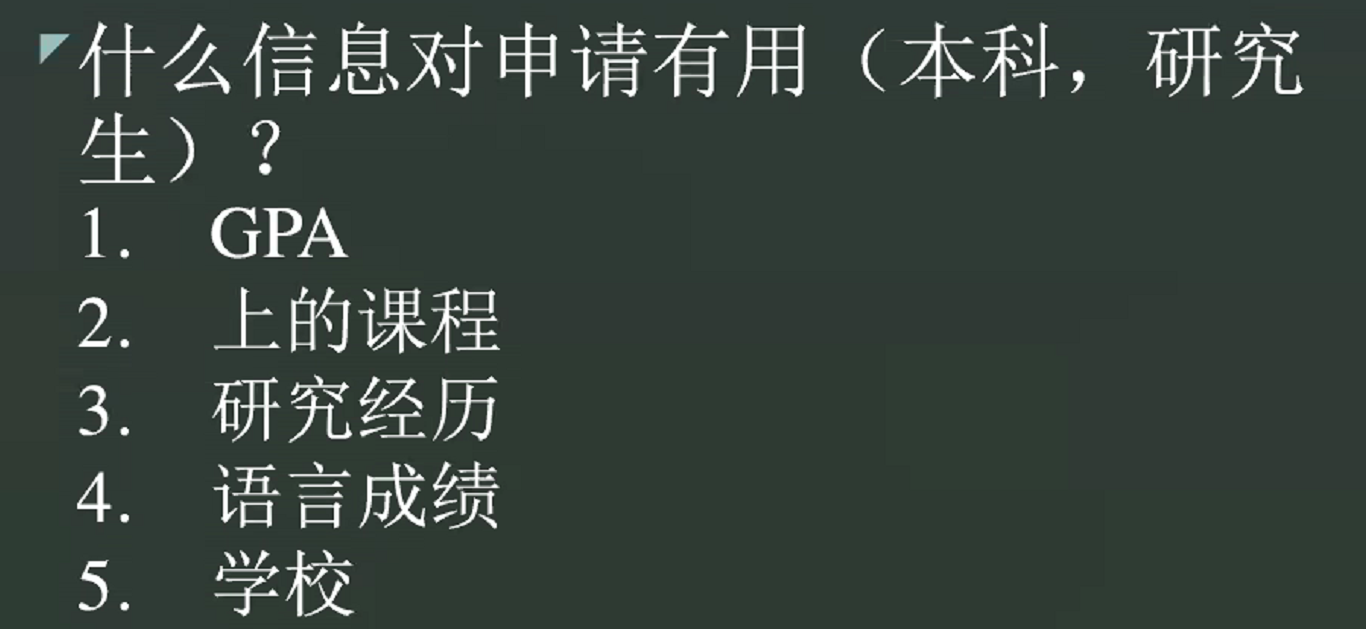 什么信息对申请有用（本科，研究
生）？
1. GPA
2. 上的课程
3. 研究经历
4. 语言成绩
5. 学校